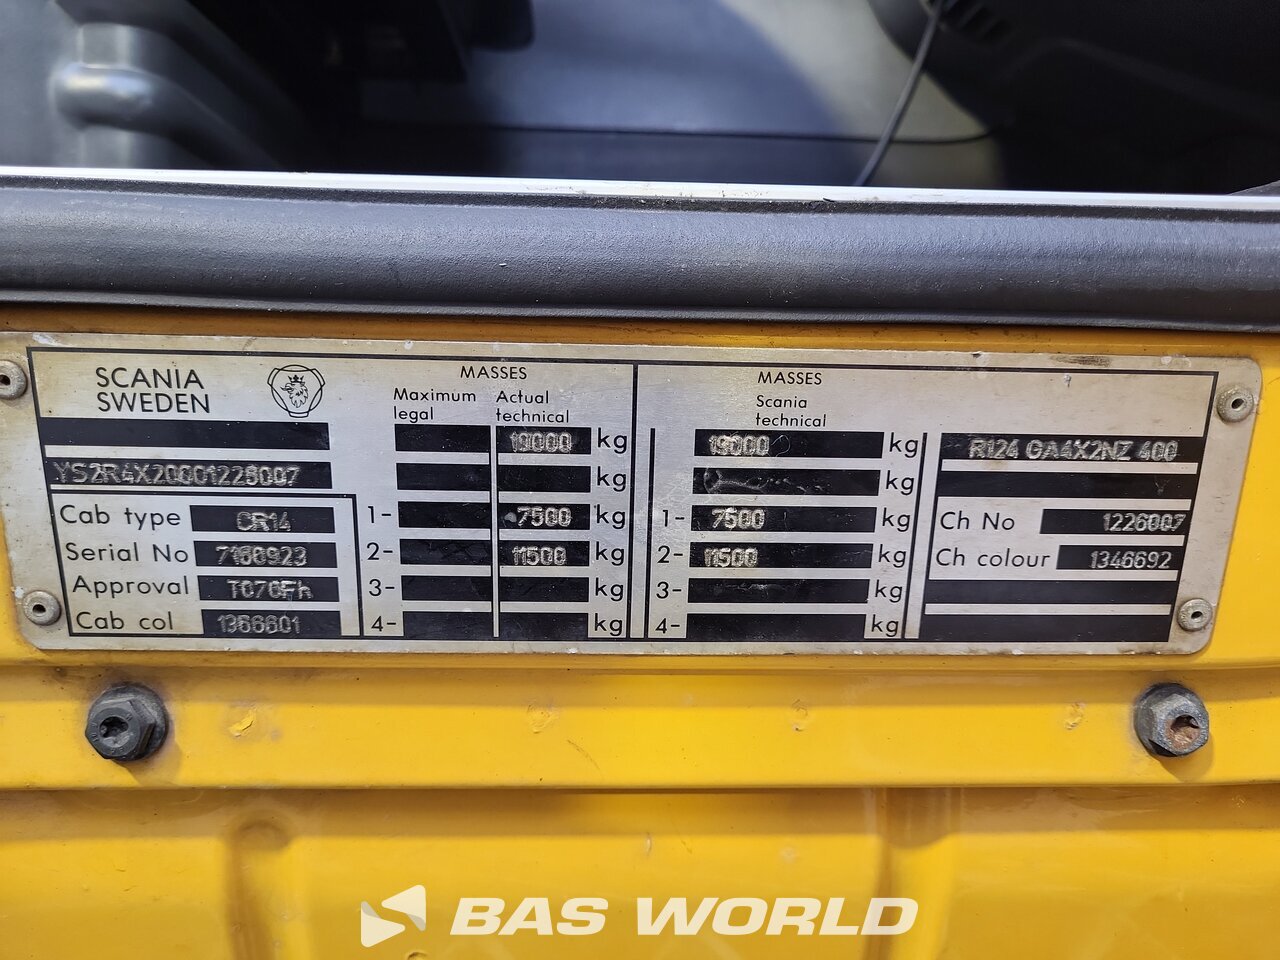 SCANIA
SWEDEN
MASSES
Maximum legal
Actual technical
MASSES
Scania technical
19000 kg
19000 kg
R124 GA4X2NZ 400
YS2R4X20001226007
kg
kg
Cab type CR14
1- 7500 kg
1- 7500 kg
Ch No 1226007
Serial No 7160923
2- 11500 kg
2- 11500 kg
Ch colour 1346692
Approval T076Fh
3- kg
3- kg
Cab col 1366601
4- kg
4- kg
BAS WORLD